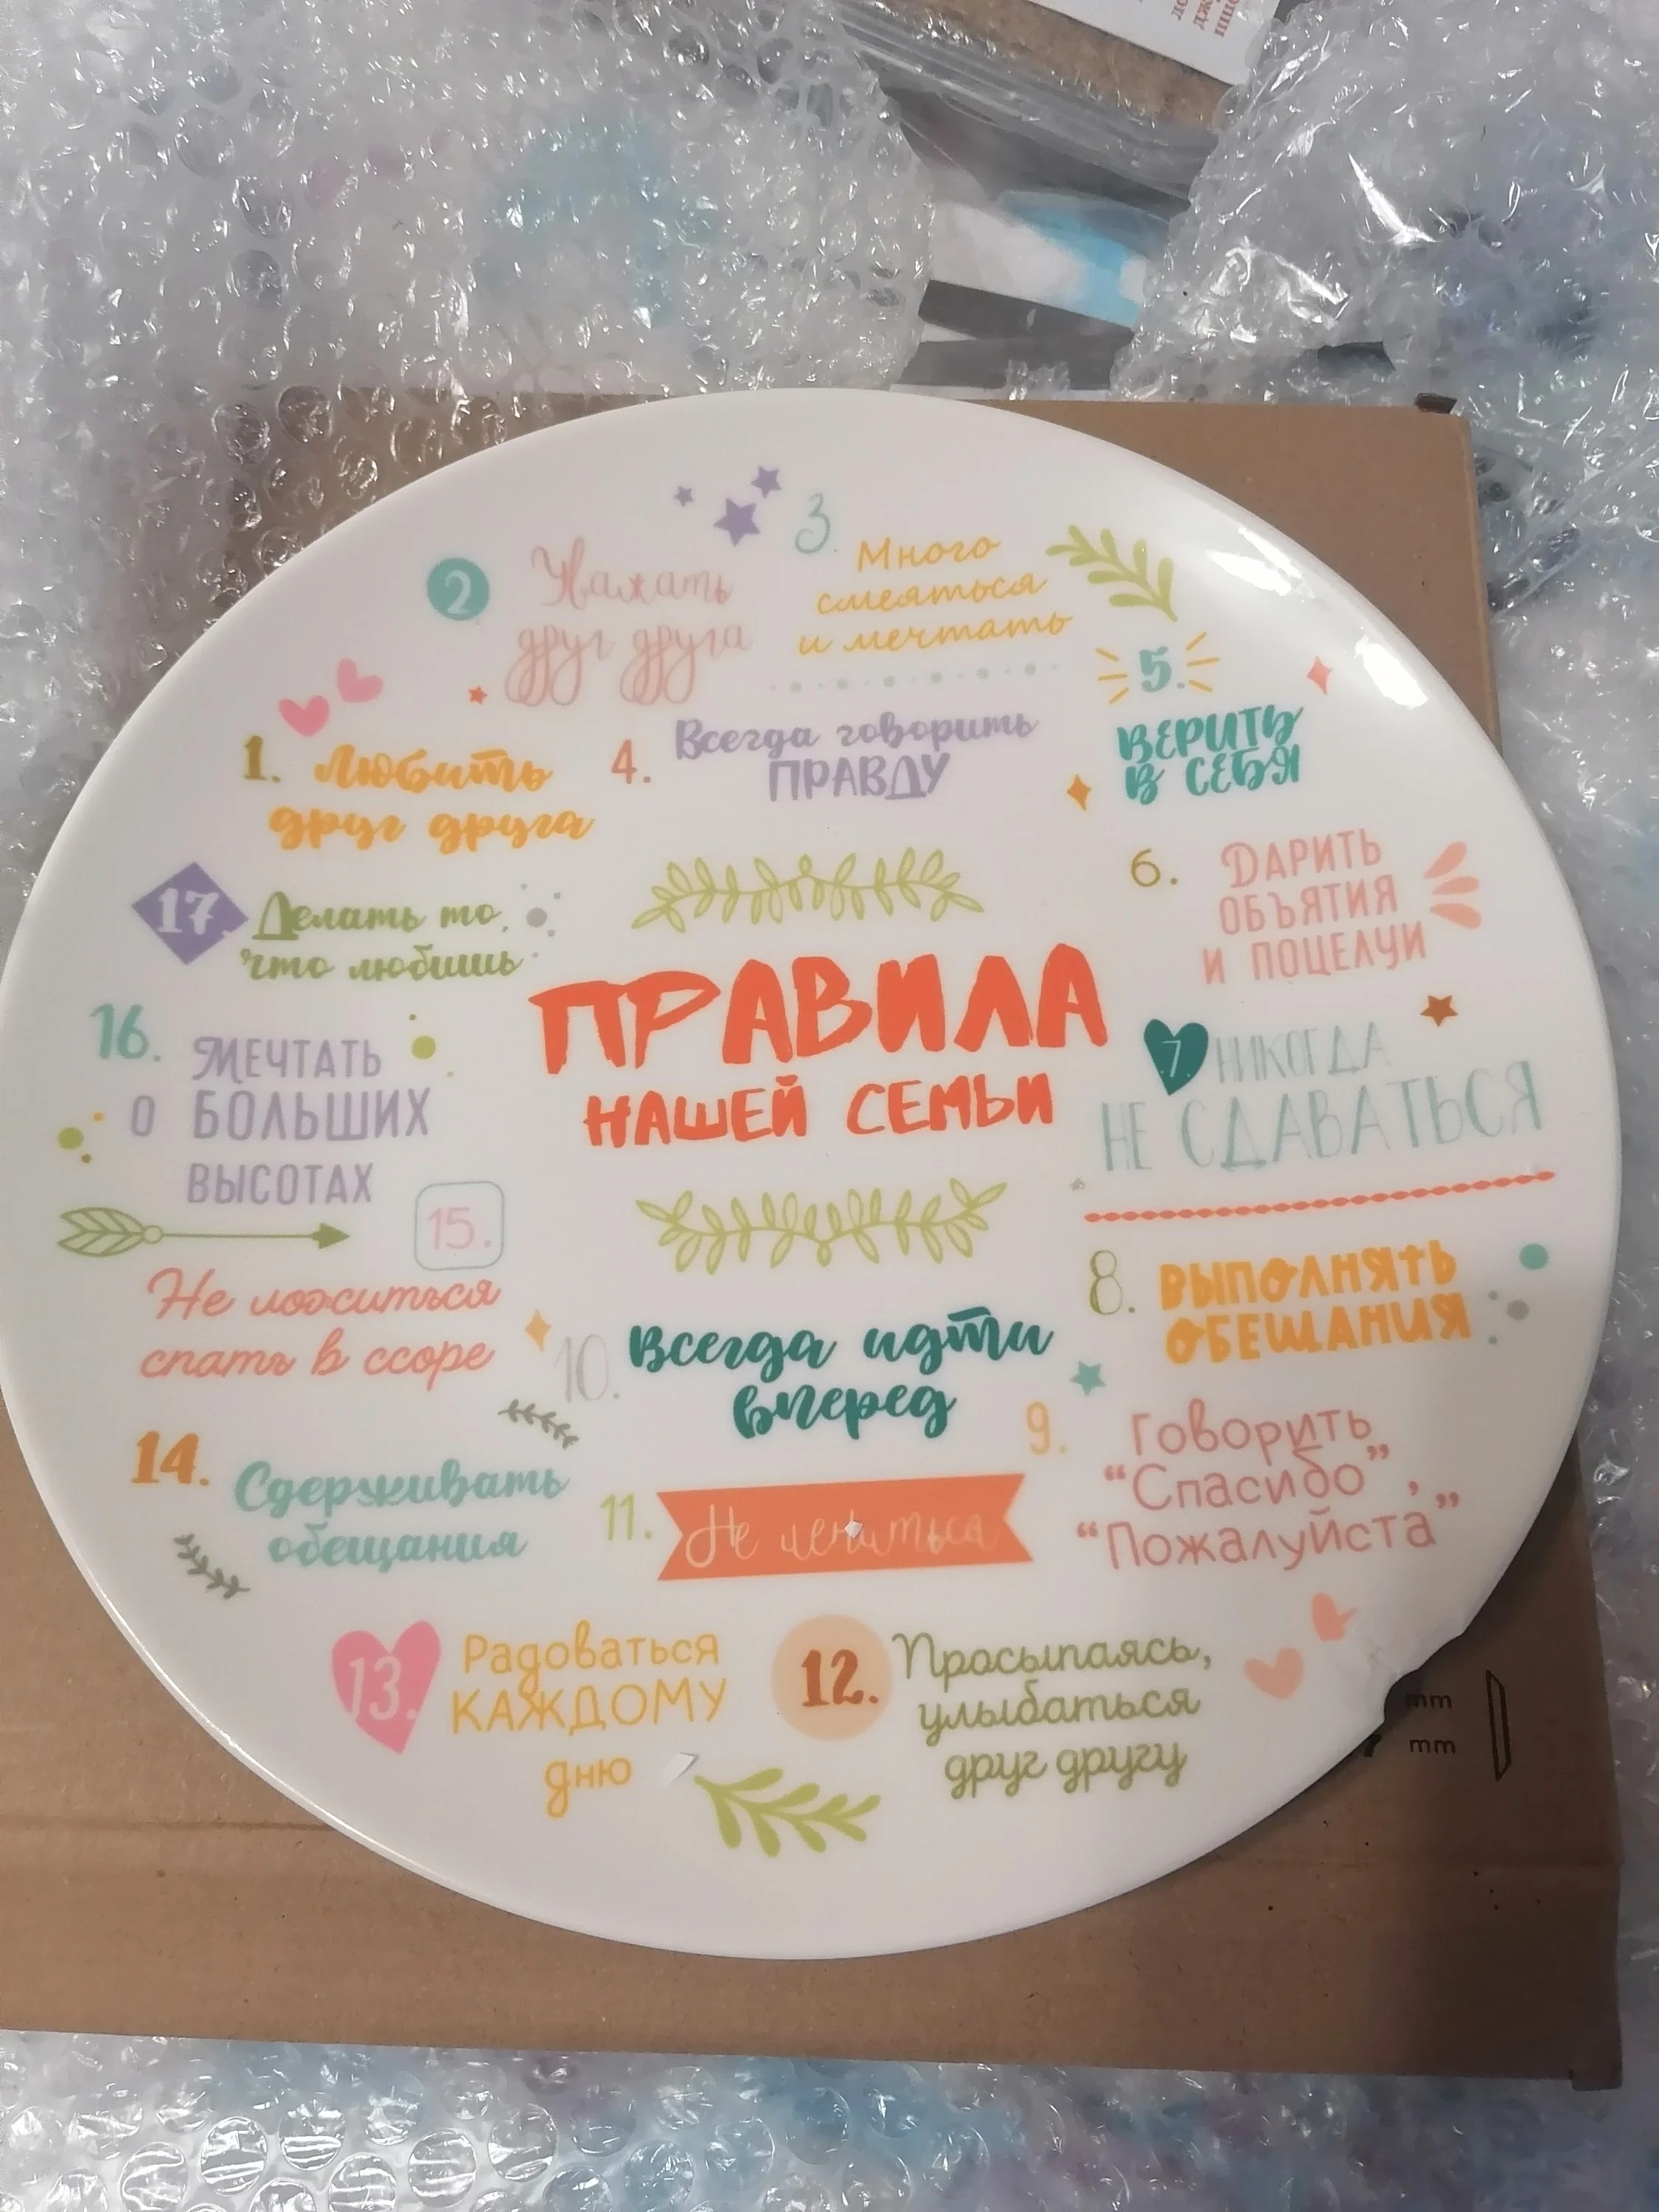 ПРАВИЛА
НАШЕЙ СЕМЬИ
1. Любить
друг друга
2 Уважать
друг друга
3. Много
смеяться
и мечтать
4. Всегда говорить
ПРАВДУ
5.
ВЕРИТЬ
В СЕБЯ
6. ДАРИТЬ
ОБЪЯТИЯ
И ПОЦЕЛУИ
7. НИКОГДА
НЕ СДАВАТЬСЯ
8. ВЫПОЛНЯТЬ
ОБЕЩАНИЯ
9. Говорить
“Спасибо”,
“Пожалуйста”
10. Всегда идти
вперед
11. Не лениться
12. Просыпаясь,
улыбаться
друг другу
13. Радоваться
КАЖДОМУ
дню
14. Сдерживать
обещания
15.
Не ложиться
спать в ссоре
16. МЕЧТАТЬ
О БОЛЬШИХ
ВЫСОТАХ
17. Делать то,
что любишь
mm
mm